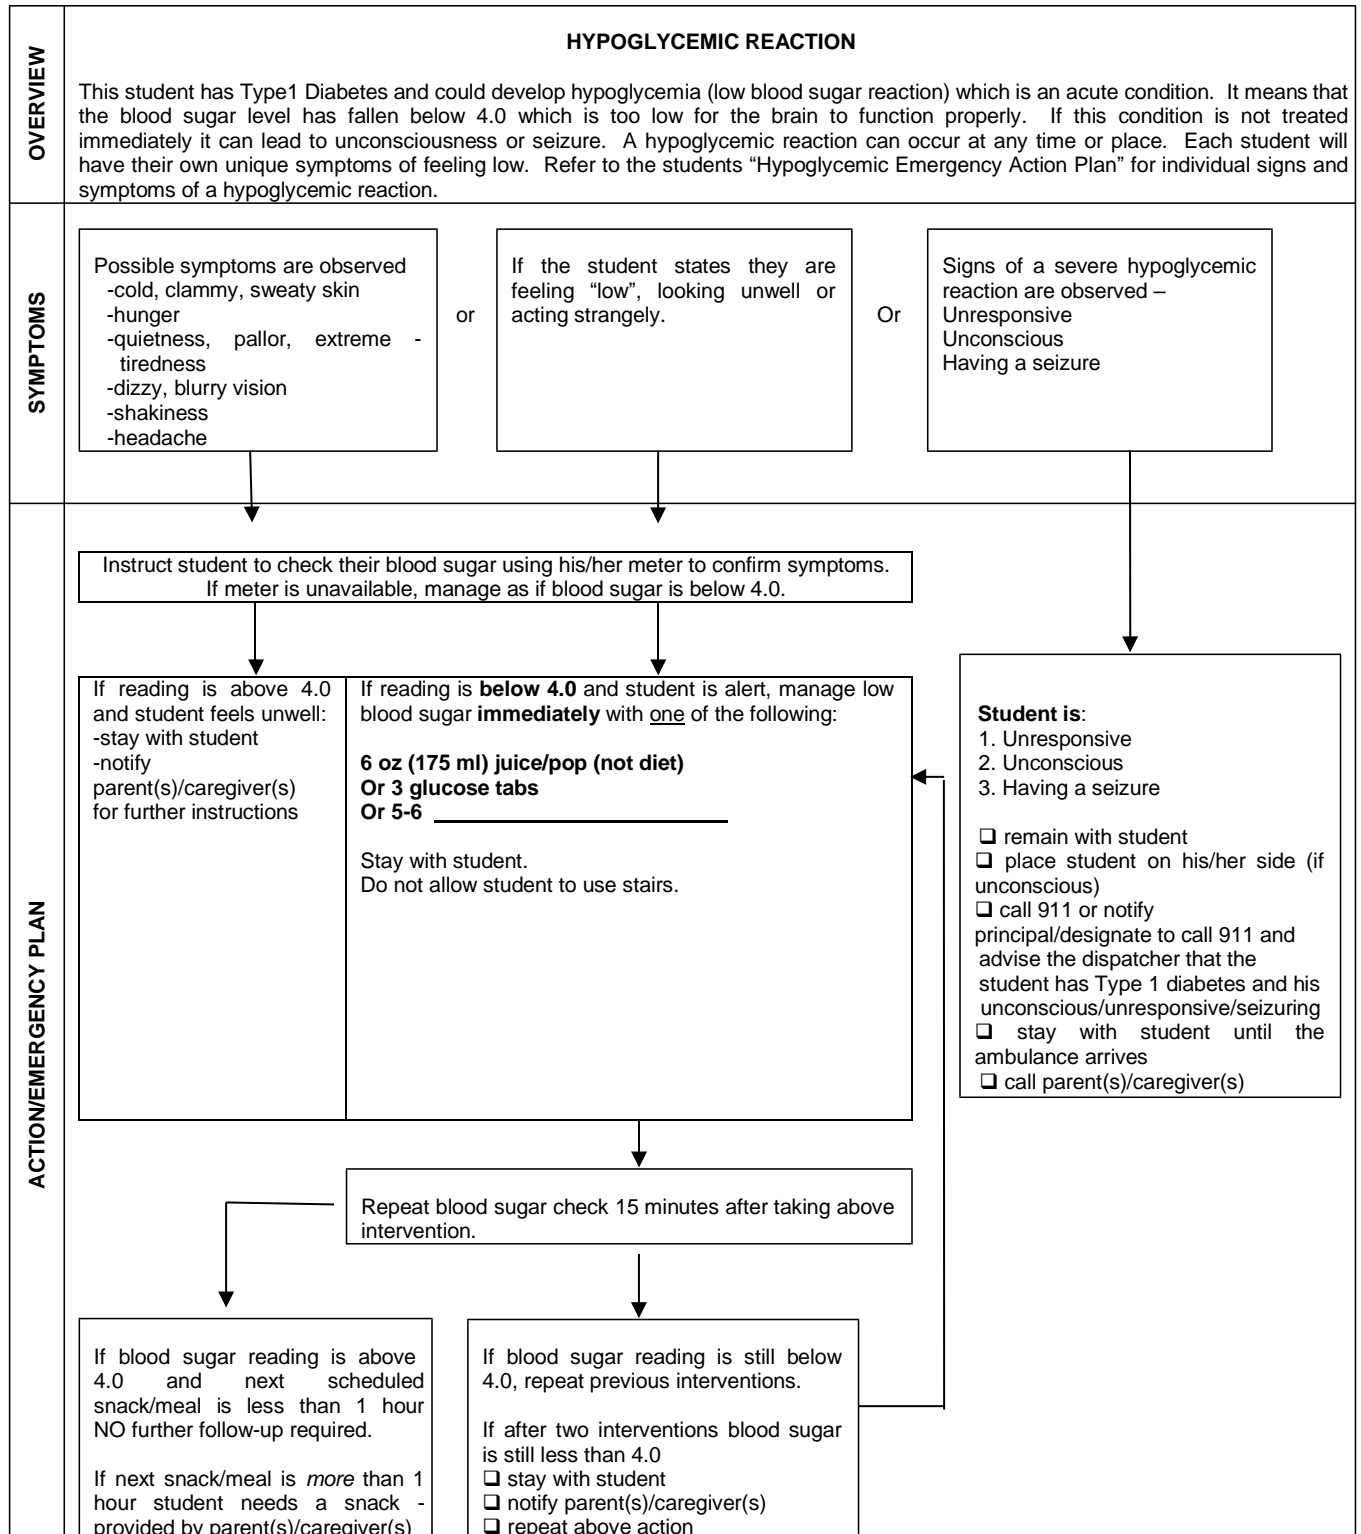 OVERVIEW
HYPOGLYCEMIC REACTION
This student has Type1 Diabetes and could develop hypoglycemia (low blood sugar reaction) which is an acute condition. It means that
the blood sugar level has fallen below 4.0 which is too low for the brain to function properly. If this condition is not treated
immediately it can lead to unconsciousness or seizure. A hypoglycemic reaction can occur at any time or place. Each student will
have their own unique symptoms of feeling low. Refer to the students “Hypoglycemic Emergency Action Plan” for individual signs and
symptoms of a hypoglycemic reaction.
SYMPTOMS
Possible symptoms are observed
-cold, clammy, sweaty skin
-hunger
-quietness, pallor, extreme -
tiredness
-dizzy, blurry vision
-shakiness
-headache
or
If the student states they are
feeling “low”, looking unwell or
acting strangely.
Or
Signs of a severe hypoglycemic
reaction are observed –
Unresponsive
Unconscious
Having a seizure
ACTION/EMERGENCY PLAN
Instruct student to check their blood sugar using his/her meter to confirm symptoms.
If meter is unavailable, manage as if blood sugar is below 4.0.
If reading is above 4.0
and student feels unwell:
-stay with student
-notify
parent(s)/caregiver(s)
for further instructions
If reading is below 4.0 and student is alert, manage low
blood sugar immediately with one of the following:
6 oz (175 ml) juice/pop (not diet)
Or 3 glucose tabs
Or 5-6 ____________________
Stay with student.
Do not allow student to use stairs.
Student is:
1. Unresponsive
2. Unconscious
3. Having a seizure
❑ remain with student
❑ place student on his/her side (if
unconscious)
❑ call 911 or notify
principal/designate to call 911 and
advise the dispatcher that the
student has Type 1 diabetes and his
unconscious/unresponsive/seizuring
❑ stay with student until the
ambulance arrives
❑ call parent(s)/caregiver(s)
Repeat blood sugar check 15 minutes after taking above
intervention.
If blood sugar reading is above
4.0 and next scheduled
snack/meal is less than 1 hour
NO further follow-up required.
If next snack/meal is more than 1
hour student needs a snack -
provided by parent(s)/caregiver(s)
If blood sugar reading is still below
4.0, repeat previous interventions.
If after two interventions blood sugar
is still less than 4.0
❑ stay with student
❑ notify parent(s)/caregiver(s)
❑ repeat above action